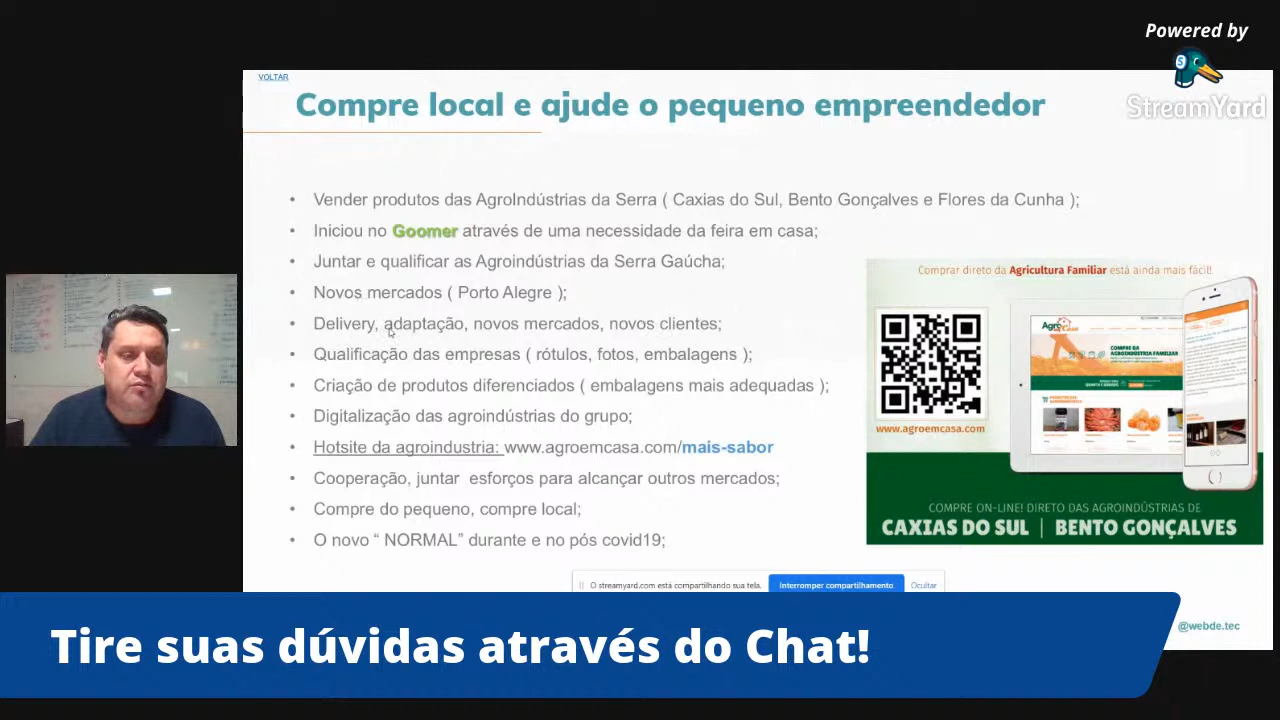 Powered by
StreamYard
VOLTAR
Compre local e ajude o pequeno empreendedor
• Vender produtos das AgroIndústrias da Serra ( Caxias do Sul, Bento Gonçalves e Flores da Cunha );
• Iniciou no Goomer através de uma necessidade da feira em casa;
• Juntar e qualificar as Agroindústrias da Serra Gaúcha;
• Novos mercados ( Porto Alegre );
• Delivery, adaptação, novos mercados, novos clientes;
• Qualificação das empresas ( rótulos, fotos, embalagens );
• Criação de produtos diferenciados ( embalagens mais adequadas );
• Digitalização das agroindústrias do grupo;
• Hotsite da agroindustria: www.agroemcasa.com/mais-sabor
• Cooperação, juntar esforços para alcançar outros mercados;
• Compre do pequeno, compre local;
• O novo “ NORMAL” durante e no pós covid19;
Comprar direto da Agricultura Familiar está ainda mais fácil!
www.agroemcasa.com
COMPRE DA
AGROINDÚSTRIA FAMILIAR
COMPRE ON-LINE! DIRETO DAS AGROINDÚSTRIAS DE
CAXIAS DO SUL | BENTO GONÇALVES
O streamyard.com está compartilhando sua tela.
Interromper compartilhamento
Ocultar
@webde.tec
Tire suas dúvidas através do Chat!